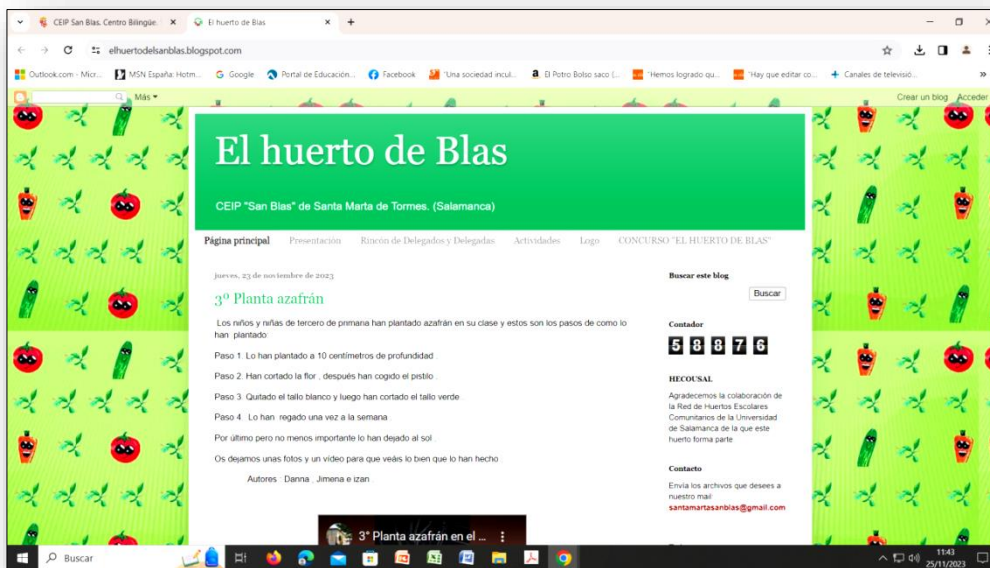 CEIP San Blas. Centro Bilingüe.
El huerto de Blas
elhuertodelsanblas.blogspot.com
Outlook.com - Micr...
MSN España: Hotm...
Google
Portal de Educación...
Facebook
"Una sociedad incul...
El Potro Bolso saco (...
"Hemos logrado qu...
"Hay que editar co...
Canales de televisió...
Más
Crear un blog Acceder
El huerto de Blas
CEIP "San Blas" de Santa Marta de Tormes. (Salamanca)
Página principal Presentación Rincón de Delegados y Delegadas Actividades Logo CONCURSO "EL HUERTO DE BLAS"
jueves, 23 de noviembre de 2023
3º Planta azafrán
Los niños y niñas de tercero de primaria han plantado azafrán en su clase y estos son los pasos de como lo
han plantado
Paso 1. Lo han plantado a 10 centímetros de profundidad
Paso 2. Han cortado la flor , después han cogido el pistilo .
Paso 3. Quitado el tallo blanco y luego han cortado el tallo verde
Paso 4. Lo han regado una vez a la semana
Por último pero no menos importante lo han dejado al sol
Os dejamos unas fotos y un vídeo para que veáis lo bien que lo han hecho
Autores : Danna , Jimena e izan
3° Planta azafrán en el ...
Buscar este blog
Buscar
Contador
5 8 8 7 6
HECOUSAL
Agradecemos la colaboración de
la Red de Huertos Escolares
Comunitarios de la Universidad
de Salamanca de la que este
huerto forma parte
Contacto
Envía los archivos que desees a
nuestro mail:
santamartasanblas@gmail.com
Buscar
11:43
25/11/2023